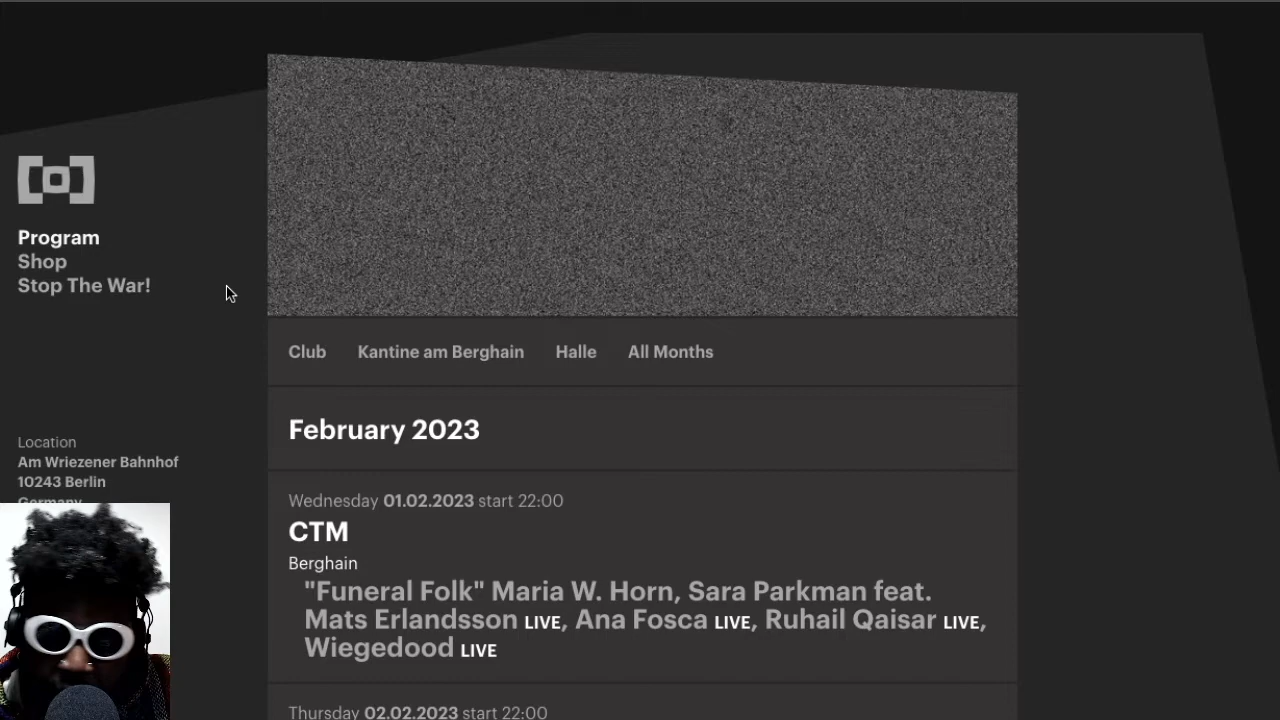 Program
Shop
Stop The War!
Location
Am Wriezener Bahnhof
10243 Berlin
Germany
Club Kantine am Berghain Halle All Months
February 2023
Wednesday 01.02.2023 start 22:00
CTM
Berghain
"Funeral Folk" Maria W. Horn, Sara Parkman feat.
Mats Erlandsson LIVE, Ana Fosca LIVE, Ruhail Qaisar LIVE,
Wiegedood LIVE
Thursday 02.02.2023 start 22:00